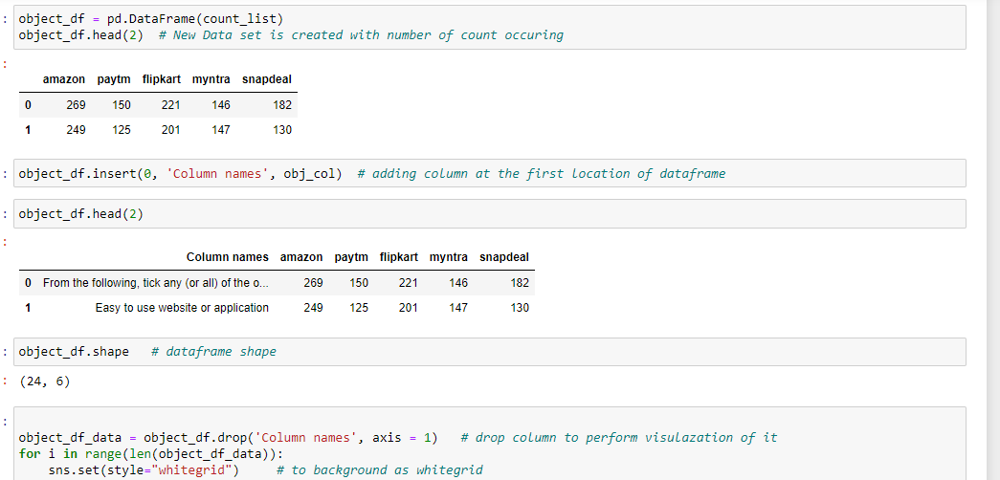 : object_df = pd.DataFrame(count_list)
object_df.head(2)  # New Data set is created with number of count occuring
:
amazon paytm flipkart myntra snapdeal
0 269 150 221 146 182
1 249 125 201 147 130
: object_df.insert(0, 'Column names', obj_col)  # adding column at the first location of dataframe
: object_df.head(2)
:
Column names amazon paytm flipkart myntra snapdeal
0 From the following, tick any (or all) of the o... 269 150 221 146 182
1 Easy to use website or application 249 125 201 147 130
: object_df.shape   # dataframe shape
: (24, 6)
:
object_df_data = object_df.drop('Column names', axis = 1)   # drop column to perform visulazation of it
for i in range(len(object_df_data)):
    sns.set(style="whitegrid")     # to background as whitegrid